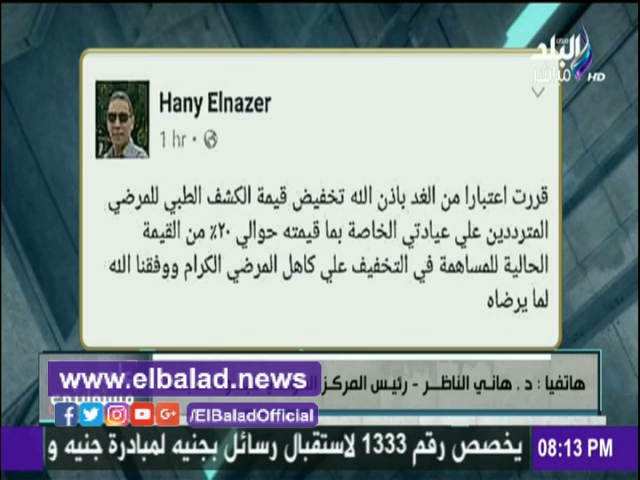 صدى
البلد
مباشر HD
Hany Elnazer
1 hr
قررت اعتبارا من الغد باذن الله تخفيض قيمة الكشف الطبي للمرضي
المترددين علي عيادتي الخاصة بما قيمته حوالي ٢٠٪ من القيمة
الحالية للمساهمة في التخفيف علي كاهل المرضي الكرام ووفقنا الله
لما يرضاه
هاتفيا : د . هاني الناظر - رئيس المركز
www.elbalad.news
/ElBaladOfficial
يخصص رقم 1333 لاستقبال رسائل بجنيه لمبادرة جنيه و
08:13 PM